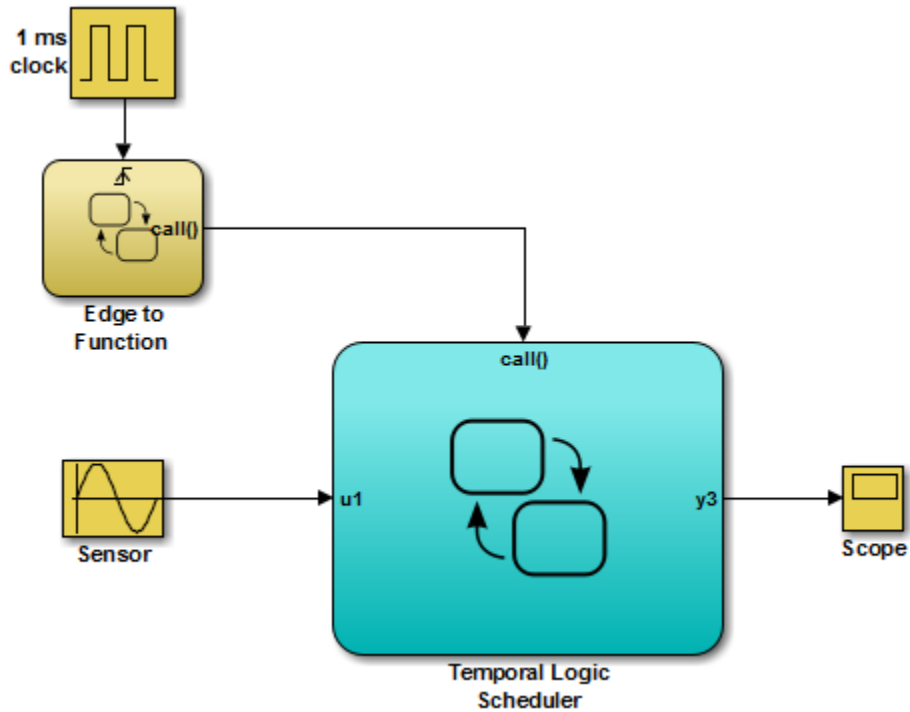 1 ms
clock
call()
Edge to
Function
call()
u1
y3
Sensor
Scope
Temporal Logic
Scheduler